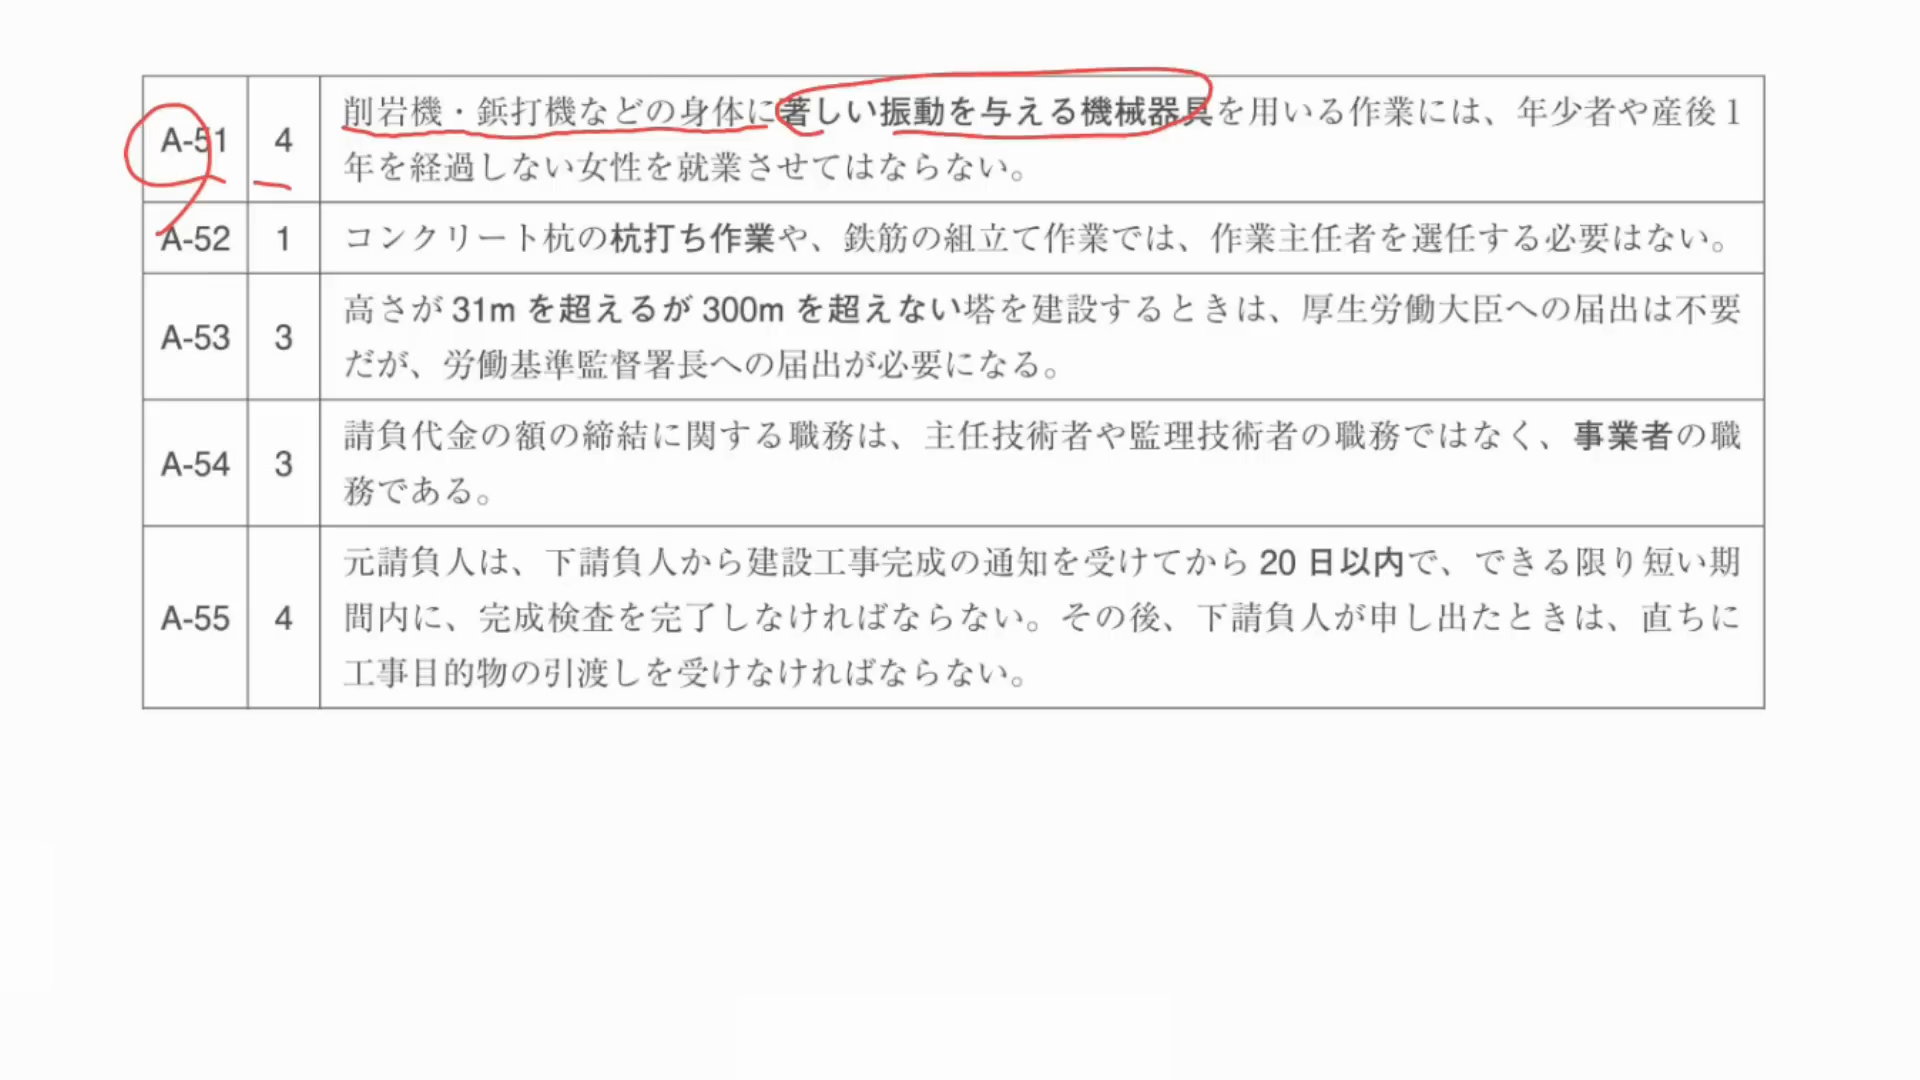 A-51 4 削岩機・鋲打機などの身体に著しい振動を与える機械器具を用いる作業には、年少者や産後1
年を経過しない女性を就業させてはならない。
A-52 1 コンクリート杭の杭打ち作業や、鉄筋の組立て作業では、作業主任者を選任する必要はない。
A-53 3 高さが 31m を超えるが 300m を超えない塔を建設するときは、厚生労働大臣への届出は不要
だが、労働基準監督署長への届出が必要になる。
A-54 3 請負代金の額の締結に関する職務は、主任技術者や監理技術者の職務ではなく、事業者の職
務である。
A-55 4 元請負人は、下請負人から建設工事完成の通知を受けてから 20 日以内で、できる限り短い期
間内に、完成検査を完了しなければならない。その後、下請負人が申し出たときは、直ちに
工事目的物の引渡しを受けなければならない。